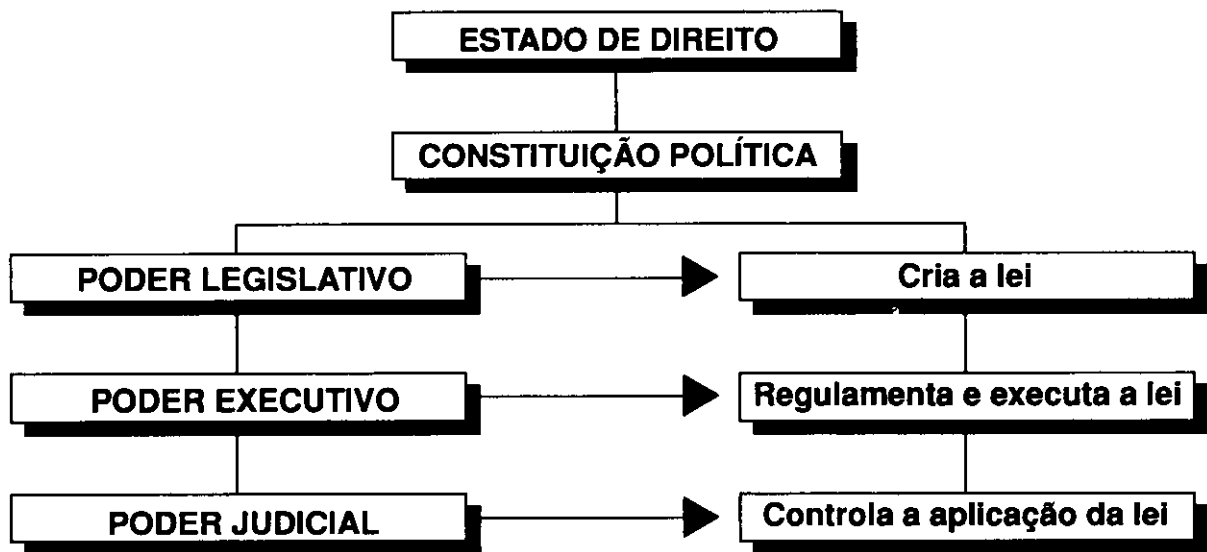 ESTADO DE DIREITO
CONSTITUIÇÃO POLÍTICA
PODER LEGISLATIVO
Cria a lei
PODER EXECUTIVO
Regulamenta e executa a lei
PODER JUDICIAL
Controla a aplicação da lei